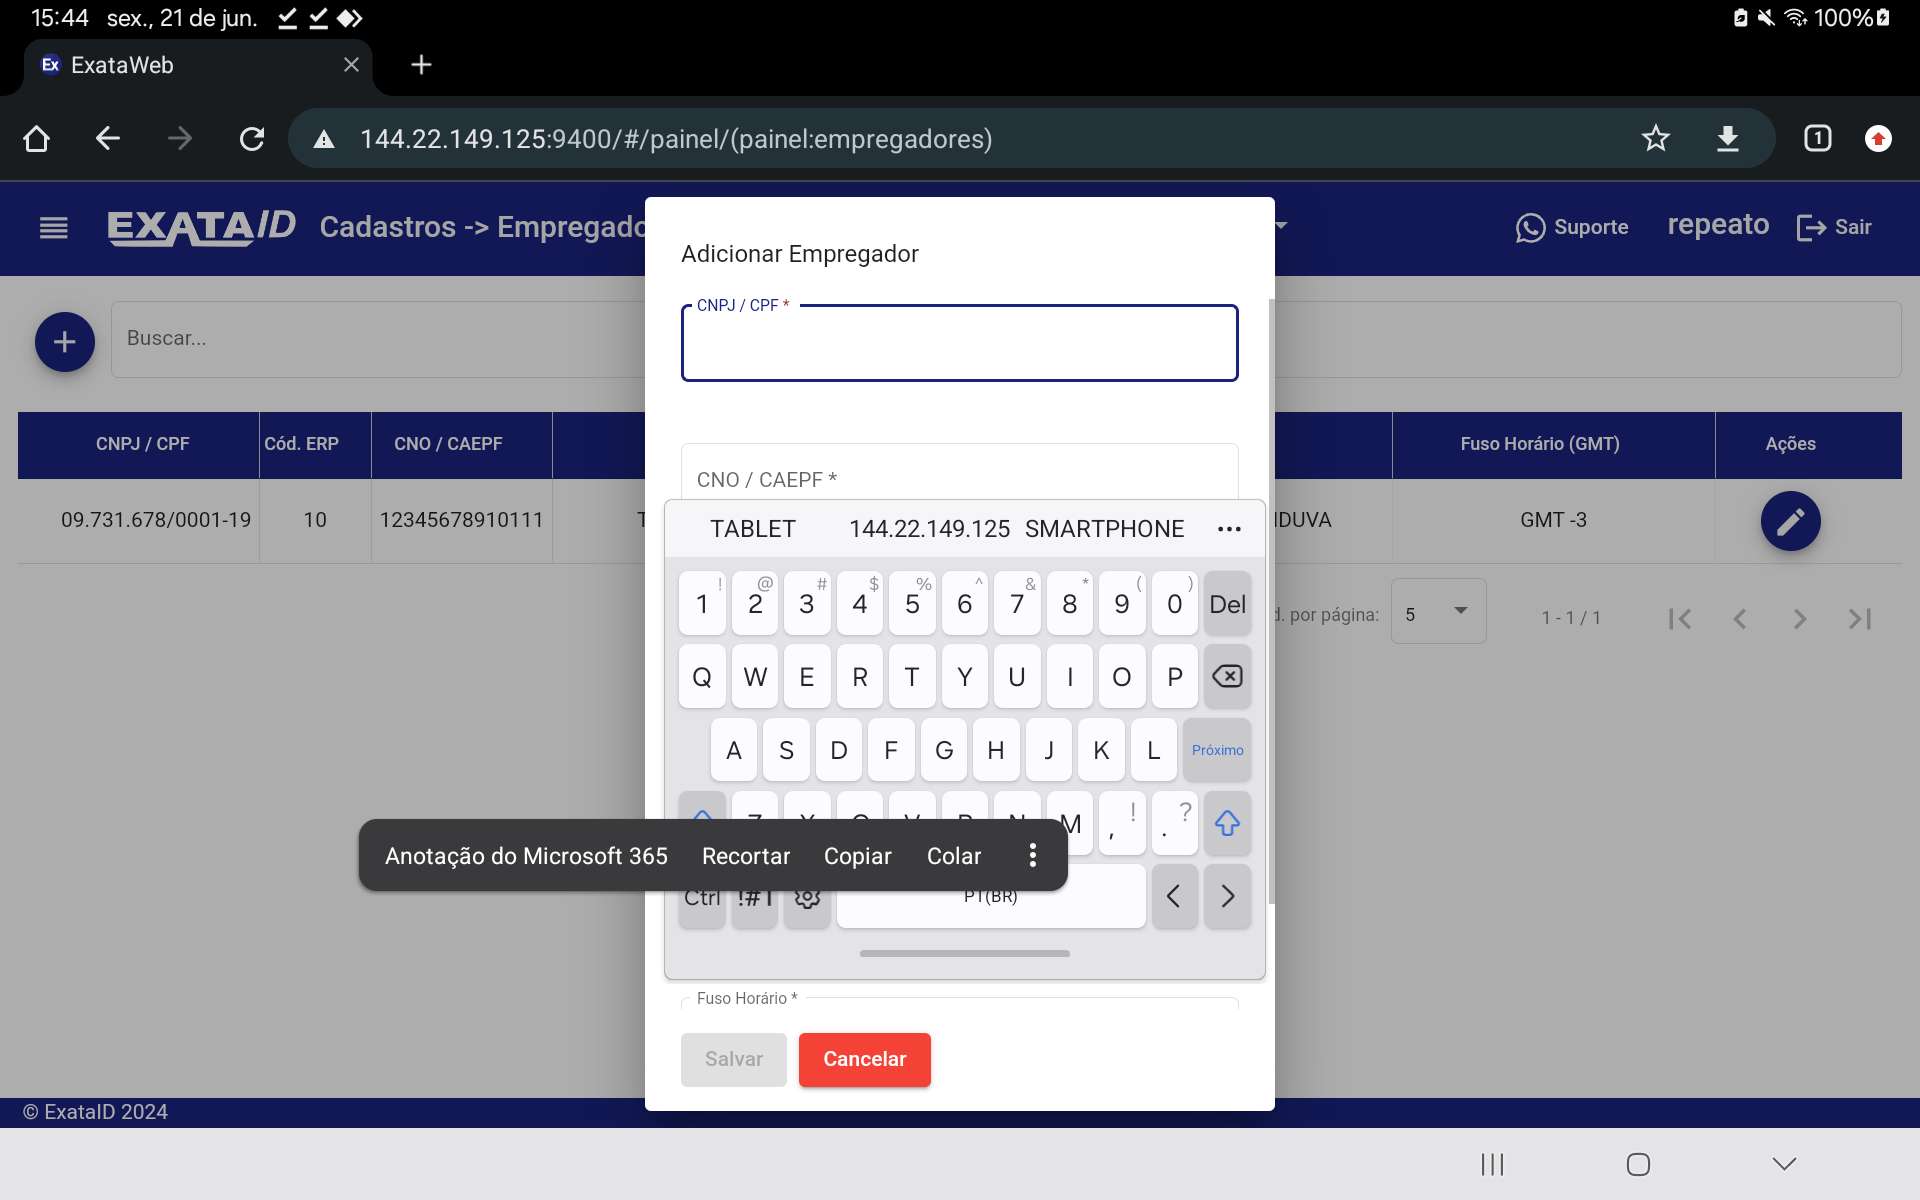 15:44 sex., 21 de jun. 100%
Ex ExataWeb
144.22.149.125:9400/#/painel/(painel:empregadores) 1
EXATAID Cadastros -> Empregado Suporte repeato Sair
Adicionar Empregador
CNPJ / CPF *
Buscar...
CNPJ / CPF Cód. ERP CNO / CAEPF Fuso Horário (GMT) Ações
CNO / CAEPF *
09.731.678/0001-19 10 12345678910111 T IDUVA GMT -3
TABLET 144.22.149.125 SMARTPHONE
! @ # $ % ^ & * ( )
1 2 3 4 5 6 7 8 9 0 Del
d. por página: 5 1 - 1 / 1
Q W E R T Y U I O P
A S D F G H J K L Próximo
Z X C V B N M , ! . ?
Anotação do Microsoft 365 Recortar Copiar Colar
Ctrl !#1 PT(BR)
Fuso Horário *
Salvar Cancelar
© ExataID 2024